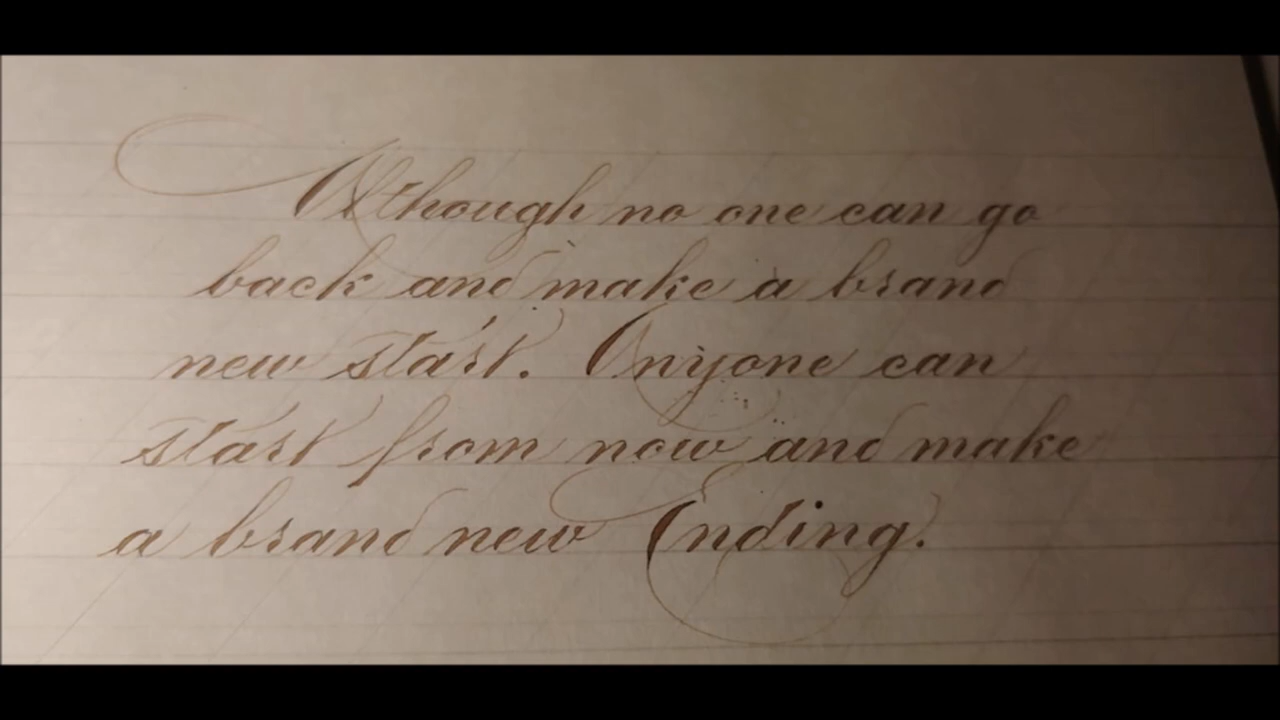 Although no one can go
back and make a brand
new start. Anyone can
start from now and make
a brand new Ending.